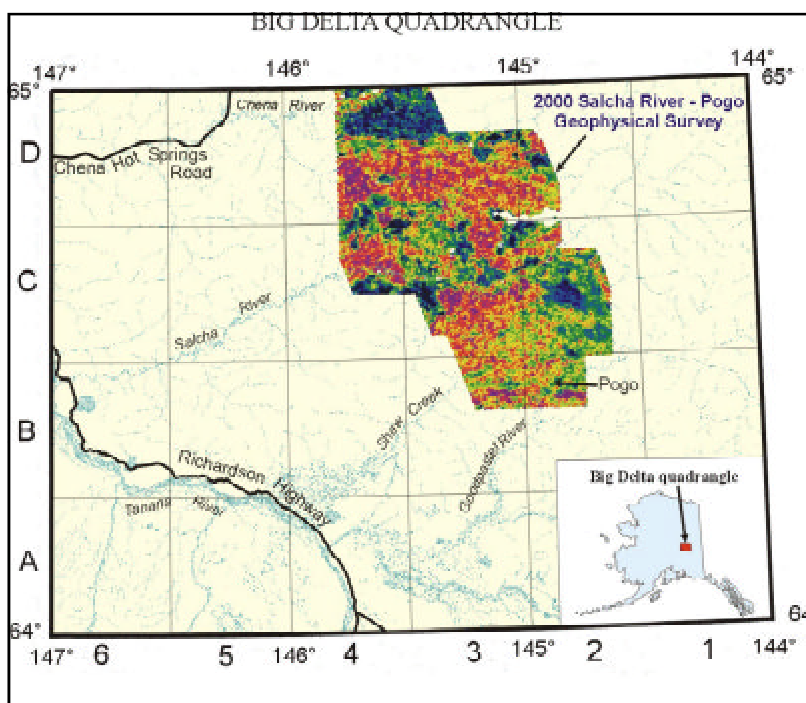 BIG DELTA QUADRANGLE
147°
146°
145°
144°
65°
65°
Chena River
2000 Salcha River - Pogo
Geophysical Survey
D
Chena Hot Springs
Road
C
Salcha River
Pogo
B
Shaw Creek
Goodpaster River
Richardson Highway
Tanana River
Big Delta quadrangle
A
64°
64
147°
6
5
146°
4
3
145°
2
1
144°